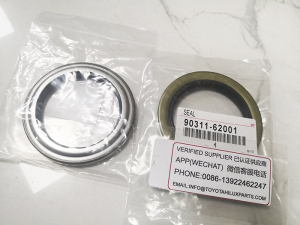 SEAL
90311-62001
VERIFIED SUPPLIER 已认证供应商
APP(WECHAT) 微信客服电话
PHONE:0086-13922462247
EMAIL:INFO@TOYOTAHILUXPARTS.COM